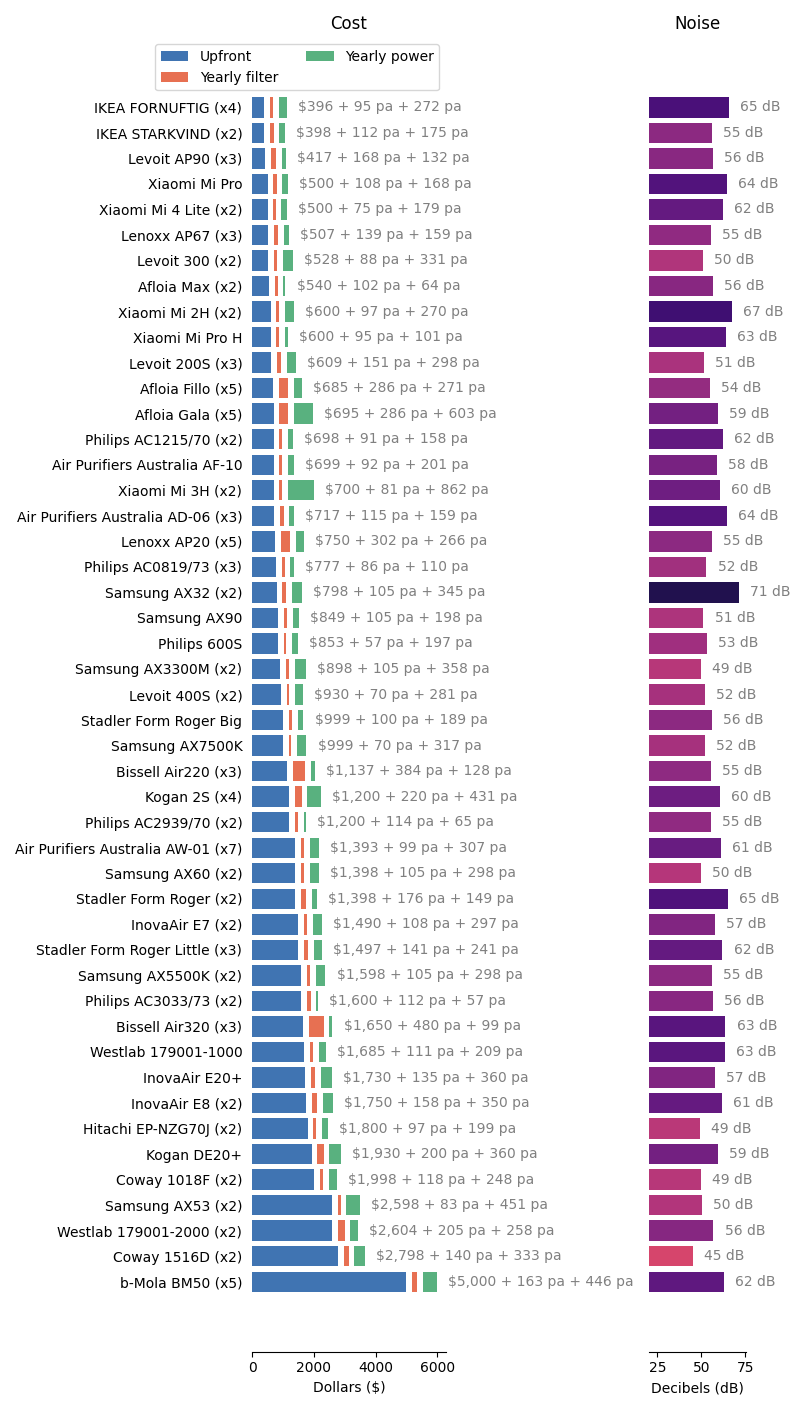 Cost Noise
Upfront Yearly power
Yearly filter
IKEA FORNUFTIG (x4) $396 + 95 pa + 272 pa 65 dB
IKEA STARKVIND (x2) $398 + 112 pa + 175 pa 55 dB
Levoit AP90 (x3) $417 + 168 pa + 132 pa 56 dB
Xiaomi Mi Pro $500 + 108 pa + 168 pa 64 dB
Xiaomi Mi 4 Lite (x2) $500 + 75 pa + 179 pa 62 dB
Lenoxx AP67 (x3) $507 + 139 pa + 159 pa 55 dB
Levoit 300 (x2) $528 + 88 pa + 331 pa 50 dB
Afloia Max (x2) $540 + 102 pa + 64 pa 56 dB
Xiaomi Mi 2H (x2) $600 + 97 pa + 270 pa 67 dB
Xiaomi Mi Pro H $600 + 95 pa + 101 pa 63 dB
Levoit 200S (x3) $609 + 151 pa + 298 pa 51 dB
Afloia Fillo (x5) $685 + 286 pa + 271 pa 54 dB
Afloia Gala (x5) $695 + 286 pa + 603 pa 59 dB
Philips AC1215/70 (x2) $698 + 91 pa + 158 pa 62 dB
Air Purifiers Australia AF-10 $699 + 92 pa + 201 pa 58 dB
Xiaomi Mi 3H (x2) $700 + 81 pa + 862 pa 60 dB
Air Purifiers Australia AD-06 (x3) $717 + 115 pa + 159 pa 64 dB
Lenoxx AP20 (x5) $750 + 302 pa + 266 pa 55 dB
Philips AC0819/73 (x3) $777 + 86 pa + 110 pa 52 dB
Samsung AX32 (x2) $798 + 105 pa + 345 pa 71 dB
Samsung AX90 $849 + 105 pa + 198 pa 51 dB
Philips 600S $853 + 57 pa + 197 pa 53 dB
Samsung AX3300M (x2) $898 + 105 pa + 358 pa 49 dB
Levoit 400S (x2) $930 + 70 pa + 281 pa 52 dB
Stadler Form Roger Big $999 + 100 pa + 189 pa 56 dB
Samsung AX7500K $999 + 70 pa + 317 pa 52 dB
Bissell Air220 (x3) $1,137 + 384 pa + 128 pa 55 dB
Kogan 2S (x4) $1,200 + 220 pa + 431 pa 60 dB
Philips AC2939/70 (x2) $1,200 + 114 pa + 65 pa 55 dB
Air Purifiers Australia AW-01 (x7) $1,393 + 99 pa + 307 pa 61 dB
Samsung AX60 (x2) $1,398 + 105 pa + 298 pa 50 dB
Stadler Form Roger (x2) $1,398 + 176 pa + 149 pa 65 dB
InovaAir E7 (x2) $1,490 + 108 pa + 297 pa 57 dB
Stadler Form Roger Little (x3) $1,497 + 141 pa + 241 pa 62 dB
Samsung AX5500K (x2) $1,598 + 105 pa + 298 pa 55 dB
Philips AC3033/73 (x2) $1,600 + 112 pa + 57 pa 56 dB
Bissell Air320 (x3) $1,650 + 480 pa + 99 pa 63 dB
Westlab 179001-1000 $1,685 + 111 pa + 209 pa 63 dB
InovaAir E20+ $1,730 + 135 pa + 360 pa 57 dB
InovaAir E8 (x2) $1,750 + 158 pa + 350 pa 61 dB
Hitachi EP-NZG70J (x2) $1,800 + 97 pa + 199 pa 49 dB
Kogan DE20+ $1,930 + 200 pa + 360 pa 59 dB
Coway 1018F (x2) $1,998 + 118 pa + 248 pa 49 dB
Samsung AX53 (x2) $2,598 + 83 pa + 451 pa 50 dB
Westlab 179001-2000 (x2) $2,604 + 205 pa + 258 pa 56 dB
Coway 1516D (x2) $2,798 + 140 pa + 333 pa 45 dB
b-Mola BM50 (x5) $5,000 + 163 pa + 446 pa 62 dB
0 2000 4000 6000 25 50 75
Dollars ($) Decibels (dB)